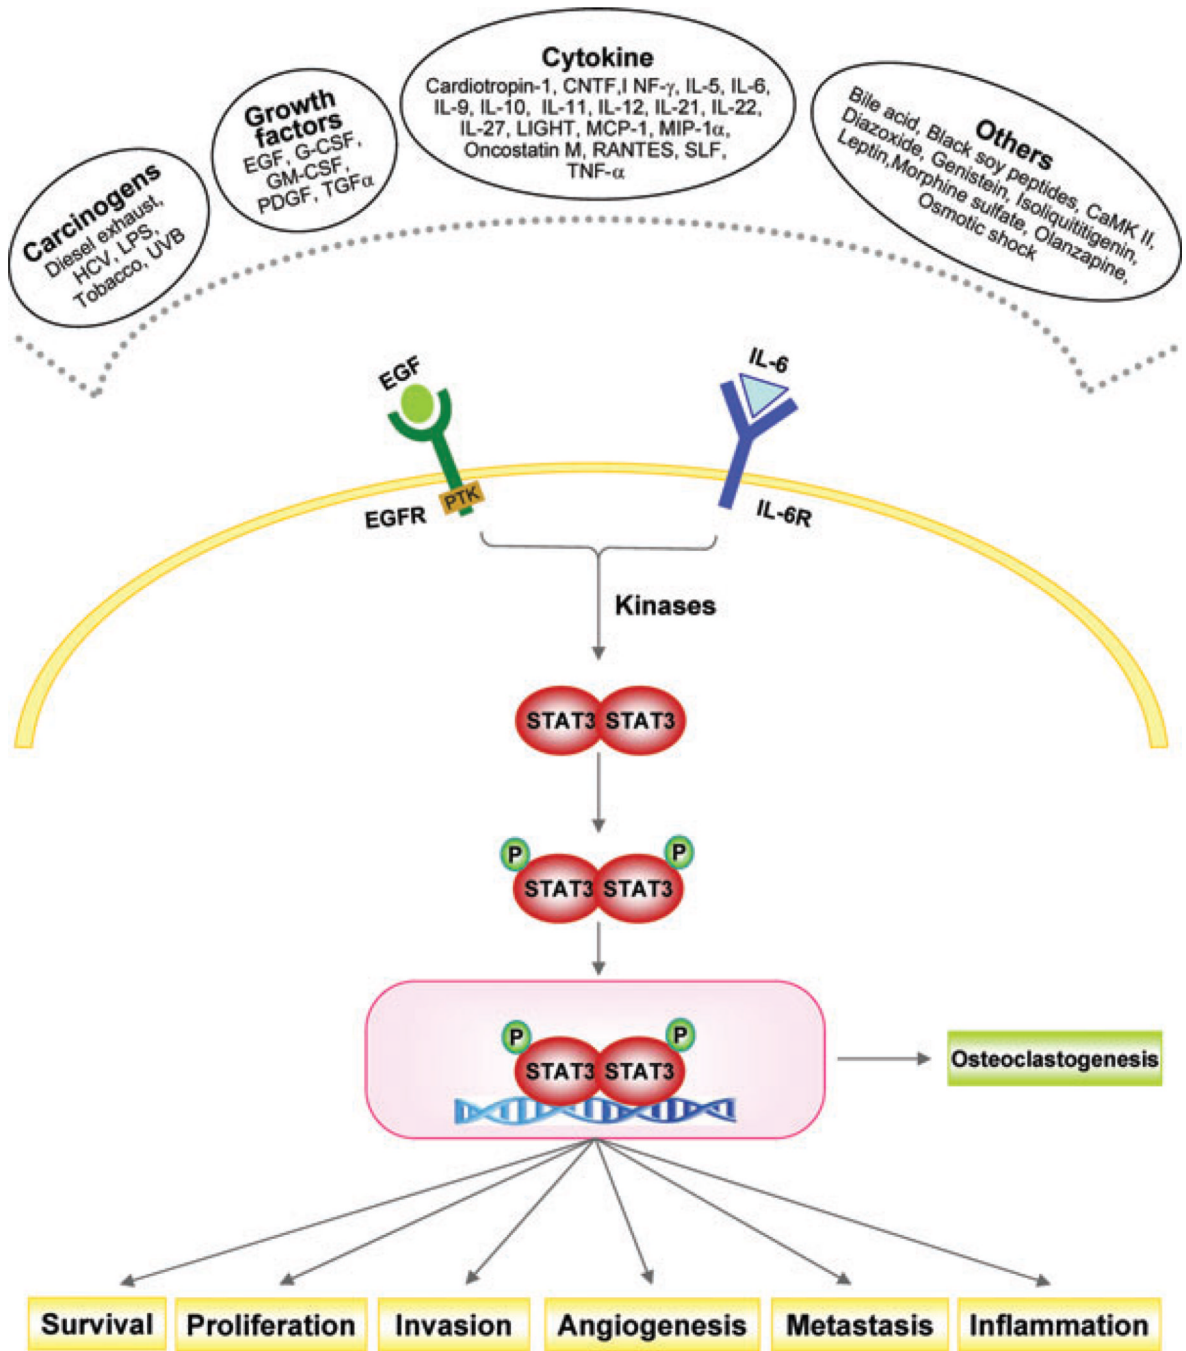 Carcinogens
Diesel exhaust,
HCV, LPS,
Tobacco, UVB
Growth
factors
EGF, G-CSF,
GM-CSF,
PDGF, TGFα
Cytokine
Cardiotropin-1, CNTF,I NF-γ, IL-5, IL-6,
IL-9, IL-10, IL-11, IL-12, IL-21, IL-22,
IL-27, LIGHT, MCP-1, MIP-1α,
Oncostatin M, RANTES, SLF,
TNF-α
Others
Bile acid, Black soy peptides, CaMK II,
Diazoxide, Genistein, Isoliquititigenin,
Leptin,Morphine sulfate, Olanzapine,
Osmotic shock
EGF
IL-6
PTK
EGFR
IL-6R
Kinases
STAT3 STAT3
P P
STAT3 STAT3
P P
STAT3 STAT3
Osteoclastogenesis
Survival Proliferation Invasion Angiogenesis Metastasis Inflammation